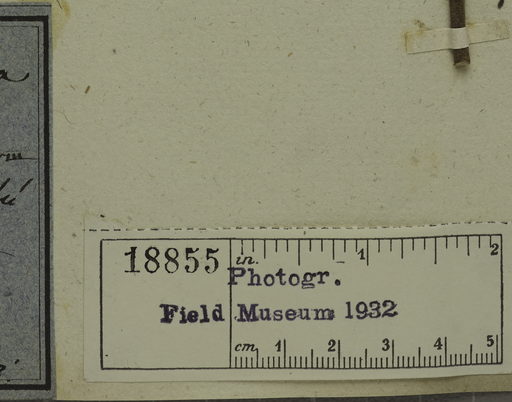 18855
in. 1 2
Photogr.
Field Museum 1932
cm 1 2 3 4 5